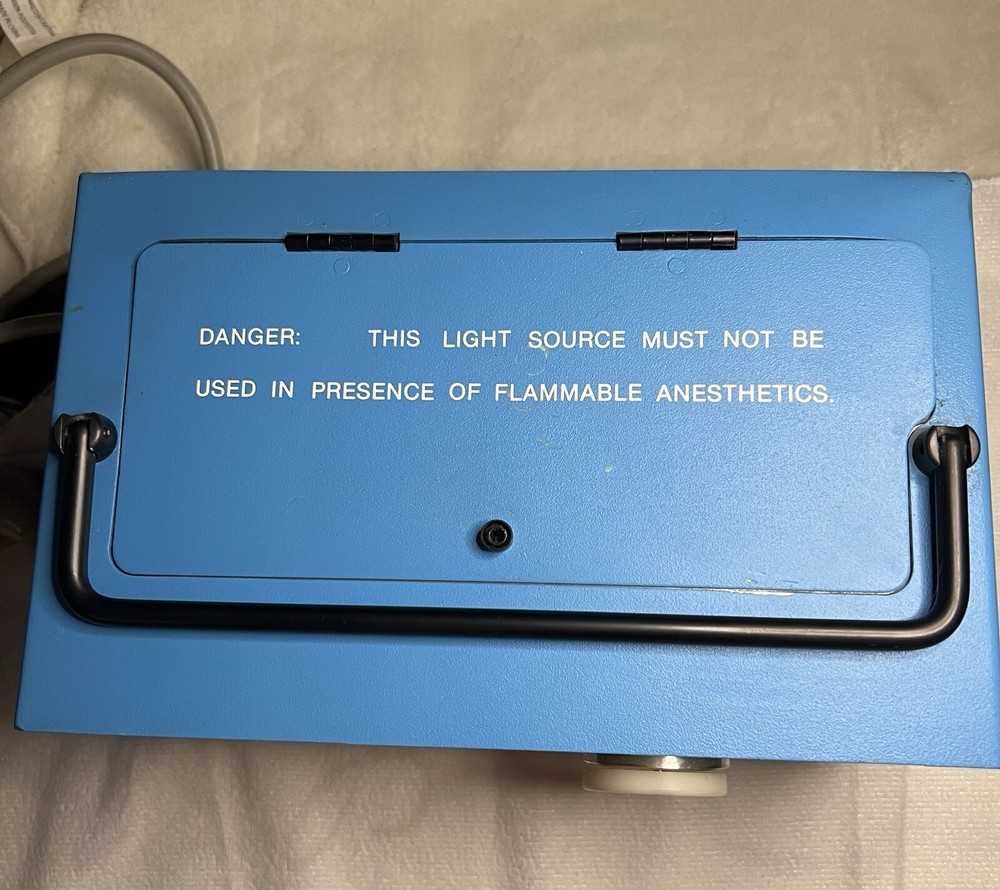 DANGER: THIS LIGHT SOURCE MUST NOT BE
USED IN PRESENCE OF FLAMMABLE ANESTHETICS.